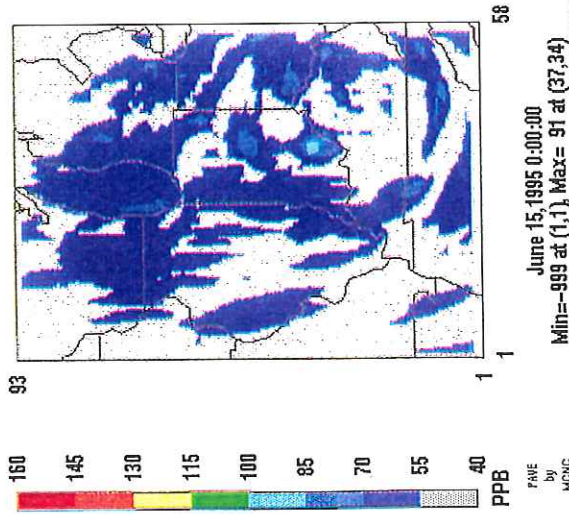 160
145
130
115
100
85
70
55
40
PPB
PAVE
by
MCNC
93
1
1
58
June 15,1995 0:00:00
Min=-999 at (1,1), Max= 91 at (37,34)